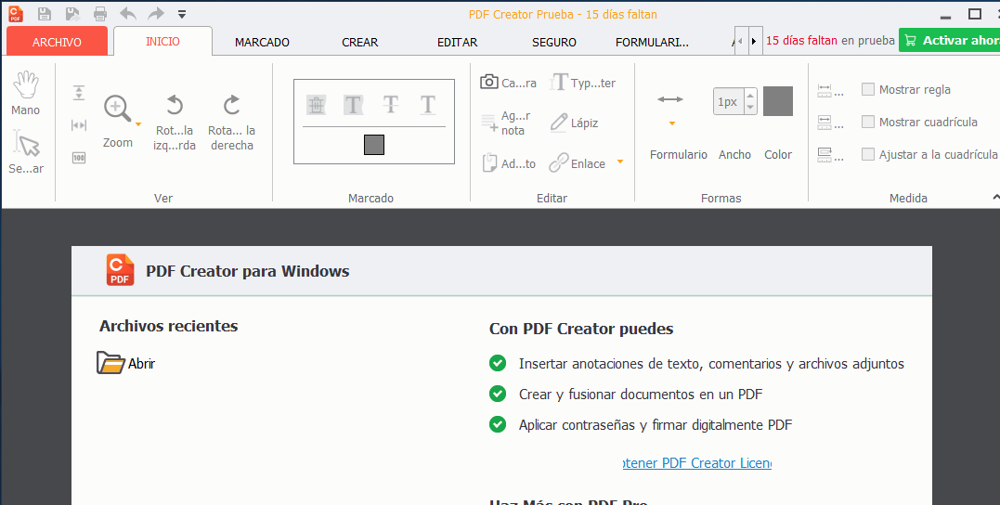 PDF Creator Prueba - 15 días faltan
ARCHIVO
INICIO
MARCADO
CREAR
EDITAR
SEGURO
FORMULARI...
15 días faltan en prueba
Activar ahora
Mano
Se...ar
Zoom
Rot...la
izq...rda
Rota... la
derecha
100
Ver
T T T
Marcado
Ca...ra
Typ...ter
Ag...r
nota
Lápiz
Ad...to
Enlace
Editar
Formulario
1px
Ancho
Color
Formas
...
Mostrar regla
...
Mostrar cuadrícula
...
Ajustar a la cuadrícula
Medida
C
PDF
PDF Creator para Windows
Archivos recientes
Abrir
Con PDF Creator puedes
Insertar anotaciones de texto, comentarios y archivos adjuntos
Crear y fusionar documentos en un PDF
Aplicar contraseñas y firmar digitalmente PDF
otener PDF Creator Licen
Haz Más con PDF Pro